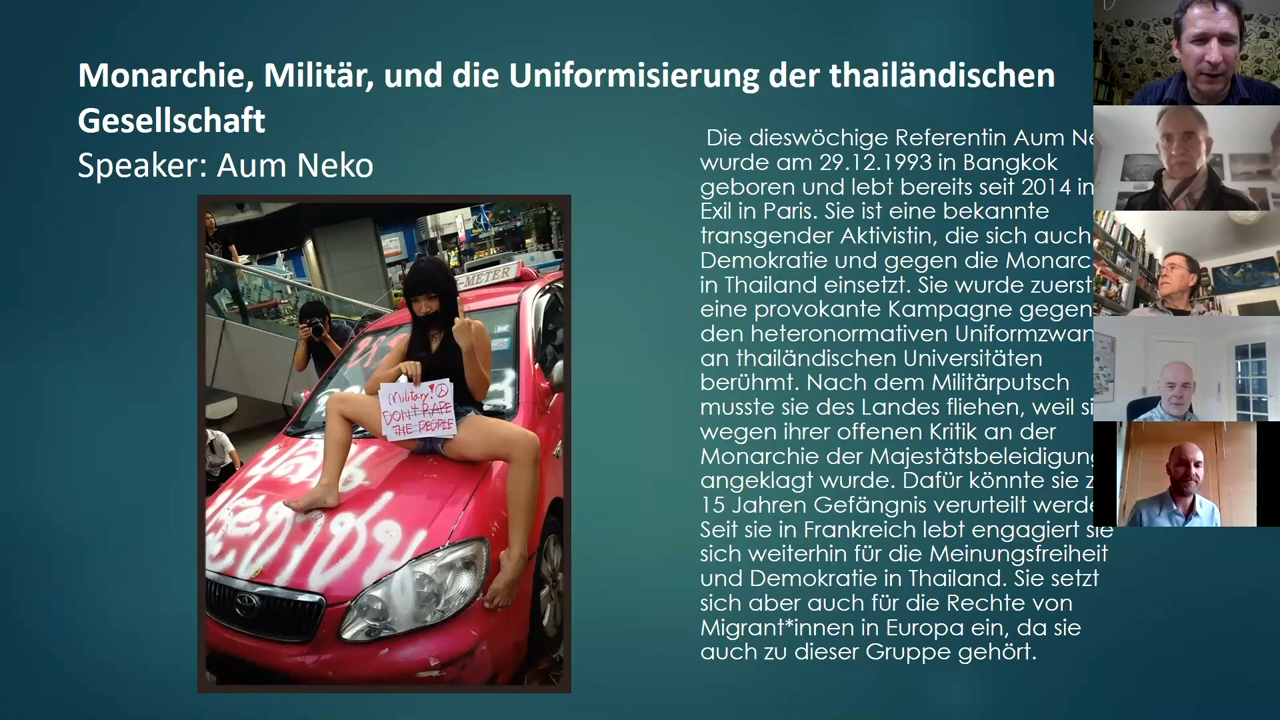 Monarchie, Militär, und die Uniformisierung der thailändischen
Gesellschaft
Speaker: Aum Neko
Die dieswöchige Referentin Aum
wurde am 29.12.1993 in Bangkok
geboren und lebt bereits seit 2014
Exil in Paris. Sie ist eine bekannte
transgender Aktivistin, die sich auch
Demokratie und gegen die
in Thailand einsetzt. Sie wurde zuerst
eine provokante Kampagne gegen
den heteronormativen
an thailändischen Universitäten
berühmt. Nach dem Militärputsch
musste sie des Landes fliehen, weil
wegen ihrer offenen Kritik an der
Monarchie der Majestätsbeleidigung
angeklagt wurde. Dafür könnte sie
15 Jahren Gefängnis verurteilt
Seit sie in Frankreich lebt engagiert sie
sich weiterhin für die Meinungsfreiheit
und Demokratie in Thailand. Sie setzt
sich aber auch für die Rechte von
Migrant*innen in Europa ein, da sie
auch zu dieser Gruppe gehört.
-METER
Military!
DON'T RAPE
THE PEOPLE